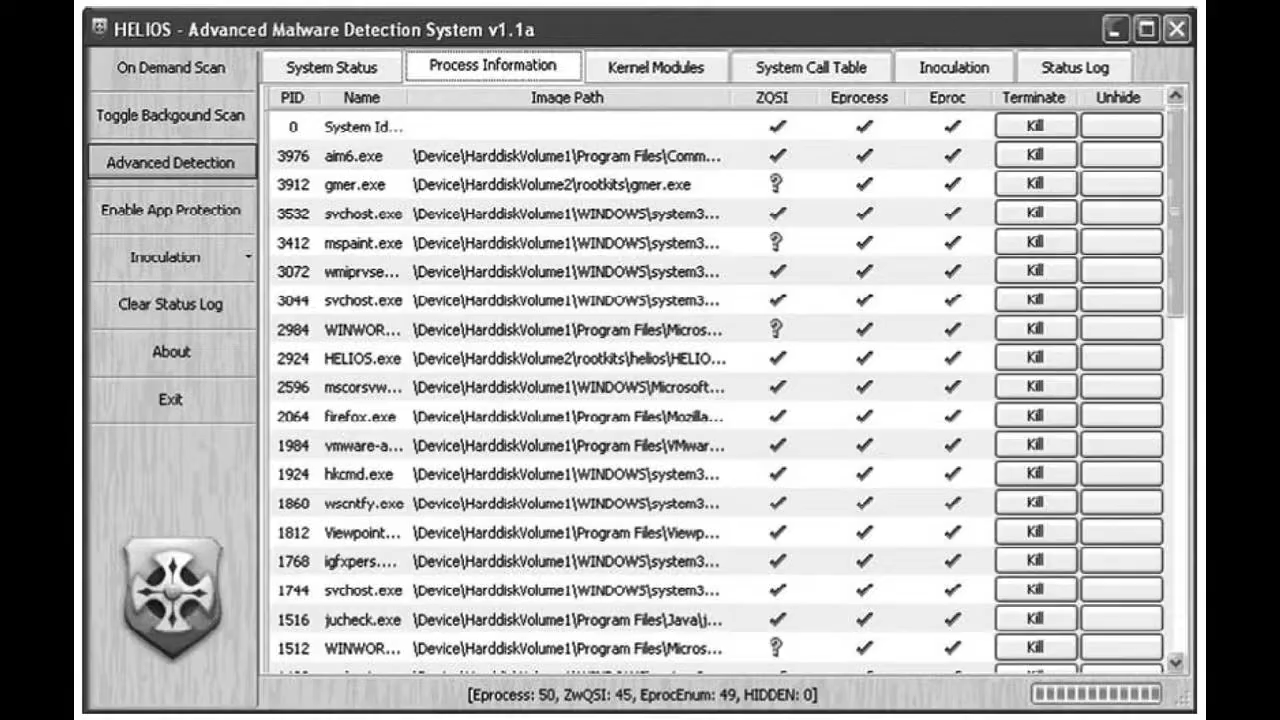 HELIOS - Advanced Malware Detection System v1.1a
On Demand Scan
Toggle Backgound Scan
Advanced Detection
Enable App Protection
Inoculation
Clear Status Log
About
Exit
System Status Process Information Kernel Modules System Call Table Inoculation Status Log
PID Name Image Path ZQSI Eprocess Eproc Terminate Unhide
0 System Id... Kill
3976 aim6.exe \Device\HarddiskVolume1\Program Files\Comm... Kill
3912 gmer.exe \Device\HarddiskVolume2\rootkits\gmer.exe ? Kill
3532 svchost.exe \Device\HarddiskVolume1\WINDOWS\system3... Kill
3412 mspaint.exe \Device\HarddiskVolume1\WINDOWS\system3... ? Kill
3072 wmiprvse... \Device\HarddiskVolume1\WINDOWS\system3... Kill
3044 svchost.exe \Device\HarddiskVolume1\WINDOWS\system3... Kill
2984 WINWOR... \Device\HarddiskVolume1\Program Files\Micros... ? Kill
2924 HELIOS.exe \Device\HarddiskVolume2\rootkits\helios\HELIO... Kill
2596 mscorsvw... \Device\HarddiskVolume1\WINDOWS\Microsoft... Kill
2064 firefox.exe \Device\HarddiskVolume1\Program Files\Mozilla... Kill
1984 vmware-a... \Device\HarddiskVolume1\Program Files\VMwar... Kill
1924 hkcmd.exe \Device\HarddiskVolume1\WINDOWS\system3... Kill
1860 wscntfy.exe \Device\HarddiskVolume1\WINDOWS\system3... Kill
1812 Viewpoint... \Device\HarddiskVolume1\Program Files\Viewp... Kill
1768 igfxpers.... \Device\HarddiskVolume1\WINDOWS\system3... Kill
1744 svchost.exe \Device\HarddiskVolume1\WINDOWS\system3... Kill
1516 jucheck.exe \Device\HarddiskVolume1\Program Files\Java\j... Kill
1512 WINWOR... \Device\HarddiskVolume1\Program Files\Micros... ? Kill
[Eprocess: 50, ZwQSI: 45, EprocEnum: 49, HIDDEN: 0]